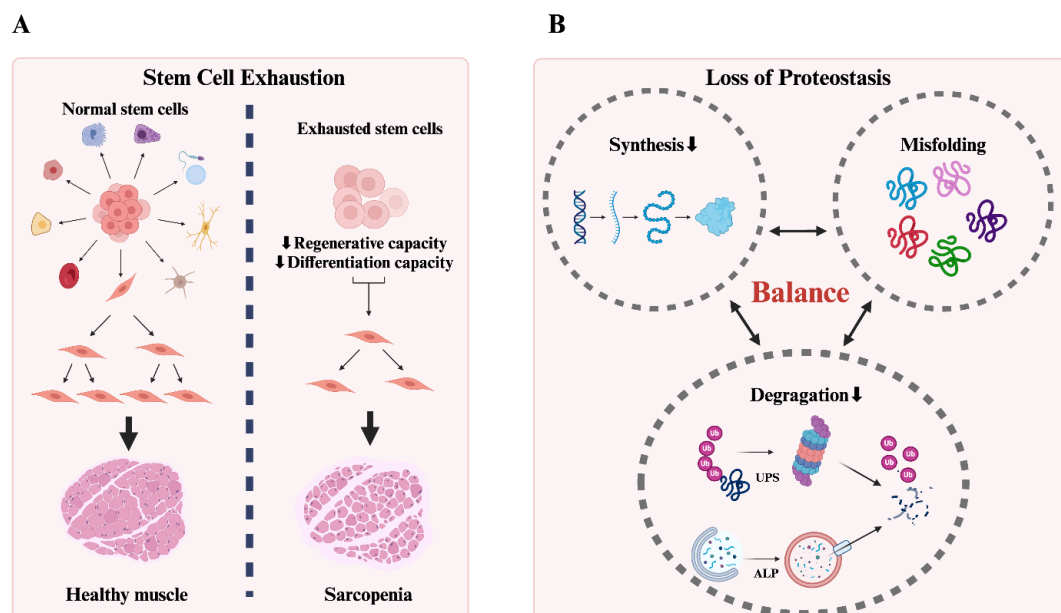 A
Stem Cell Exhaustion
Normal stem cells
Exhausted stem cells
⬇Regenerative capacity
⬇Differentiation capacity
Healthy muscle
Sarcopenia
B
Loss of Proteostasis
Synthesis⬇
Misfolding
Balance
Degragation⬇
Ub
Ub
Ub
Ub
UPS
Ub
Ub
Ub
Ub
ALP